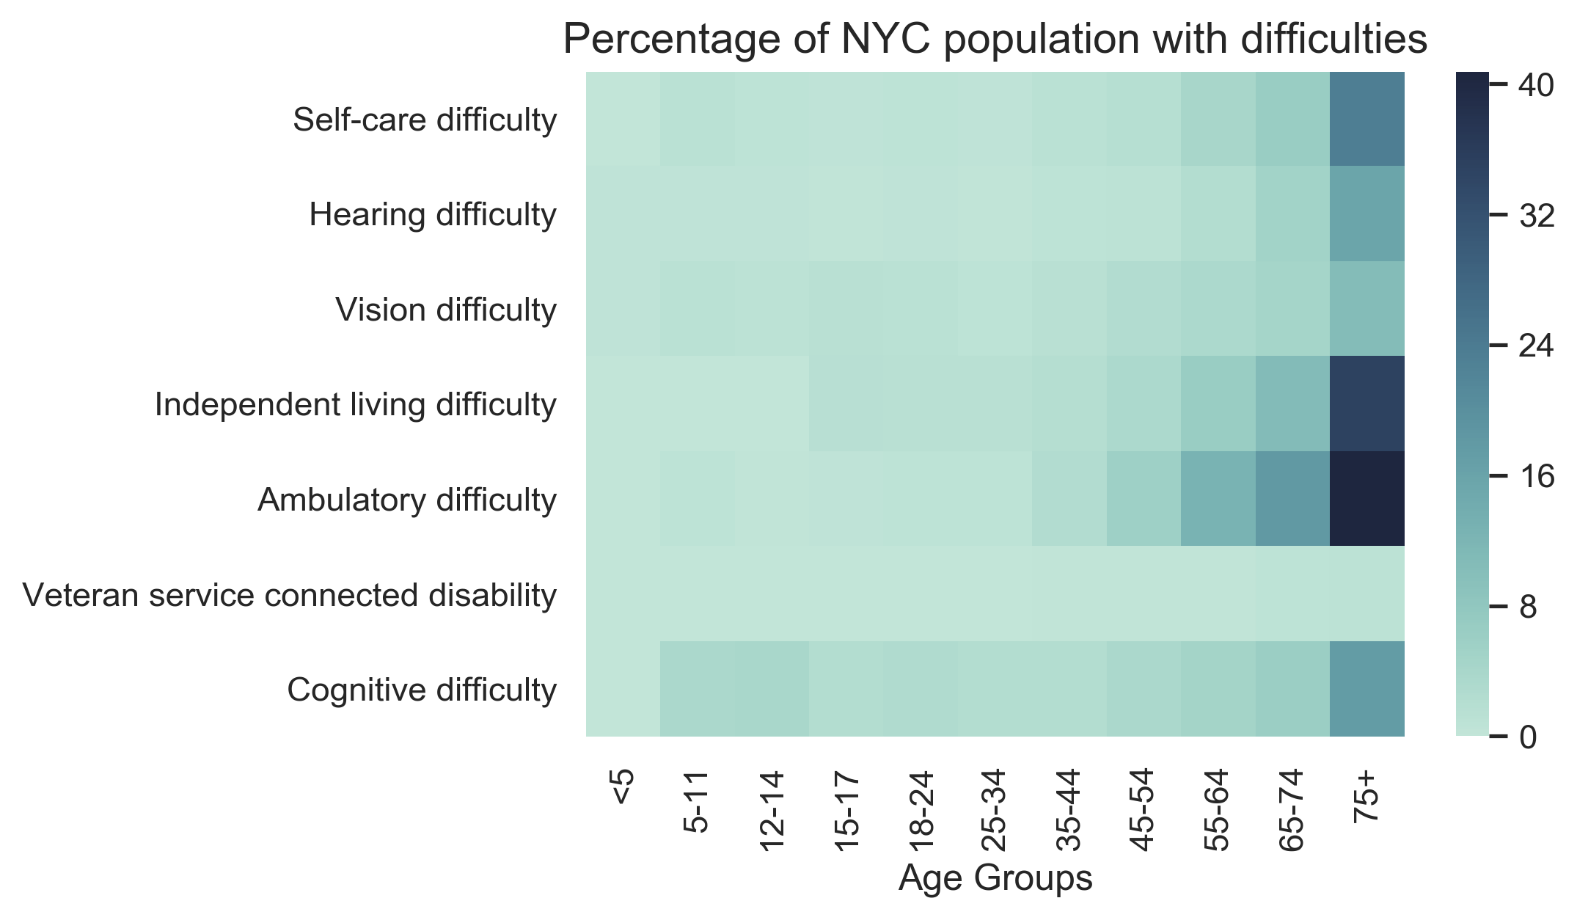 Percentage of NYC population with difficulties
Self-care difficulty
Hearing difficulty
Vision difficulty
Independent living difficulty
Ambulatory difficulty
Veteran service connected disability
Cognitive difficulty
<5
5-11
12-14
15-17
18-24
25-34
35-44
45-54
55-64
65-74
75+
Age Groups
40
32
24
16
8
0